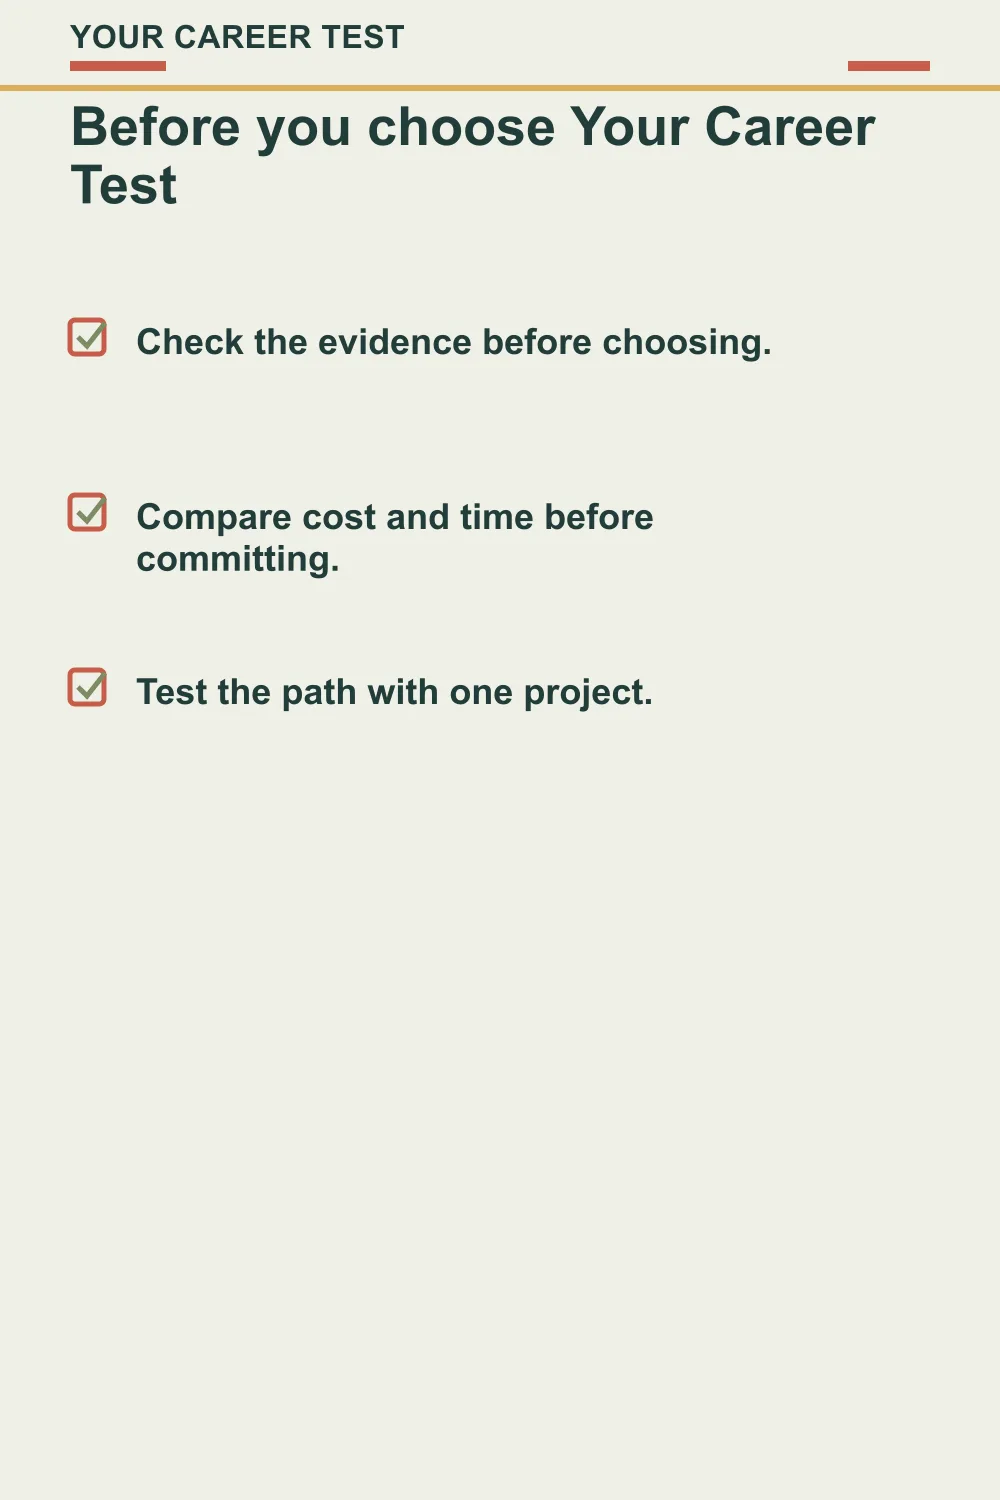 YOUR CAREER TEST
Before you choose Your Career
Test
Check the evidence before choosing.
Compare cost and time before
committing.
Test the path with one project.